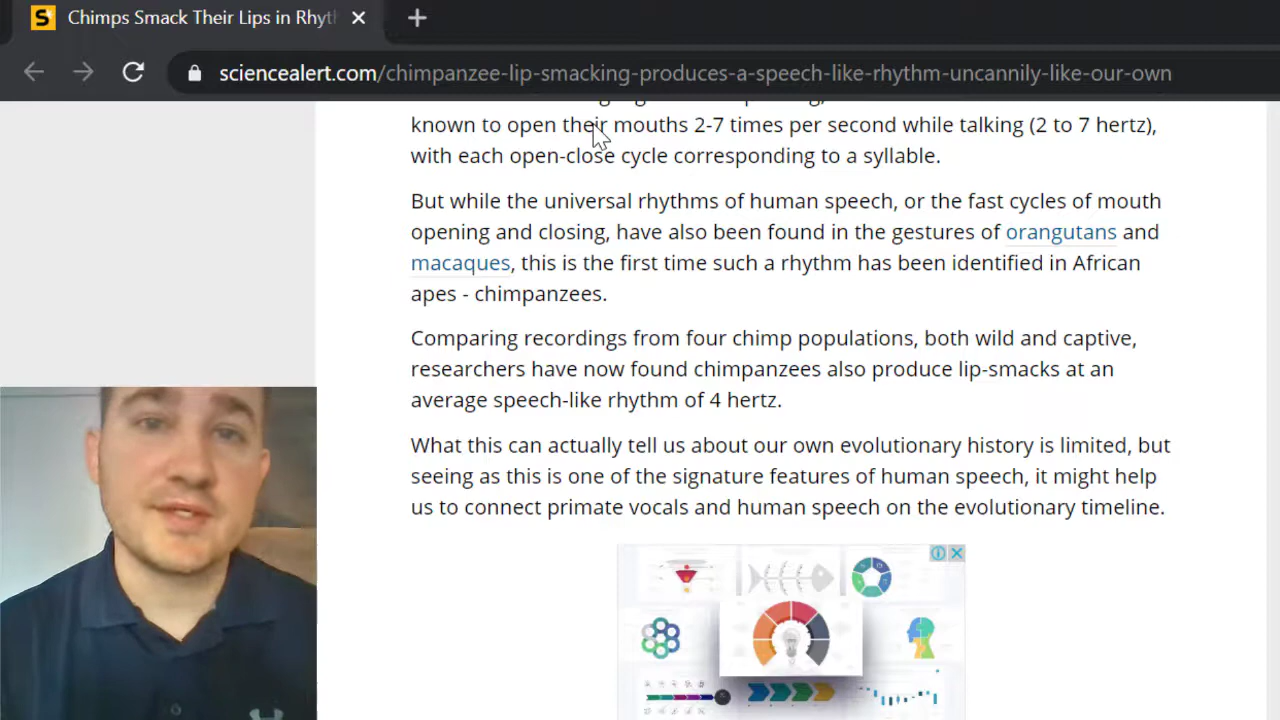 Chimps Smack Their Lips in Rhyt
sciencealert.com/chimpanzee-lip-smacking-produces-a-speech-like-rhythm-uncannily-like-our-own
known to open their mouths 2-7 times per second while talking (2 to 7 hertz),
with each open-close cycle corresponding to a syllable.
But while the universal rhythms of human speech, or the fast cycles of mouth
opening and closing, have also been found in the gestures of orangutans and
macaques, this is the first time such a rhythm has been identified in African
apes - chimpanzees.
Comparing recordings from four chimp populations, both wild and captive,
researchers have now found chimpanzees also produce lip-smacks at an
average speech-like rhythm of 4 hertz.
What this can actually tell us about our own evolutionary history is limited, but
seeing as this is one of the signature features of human speech, it might help
us to connect primate vocals and human speech on the evolutionary timeline.